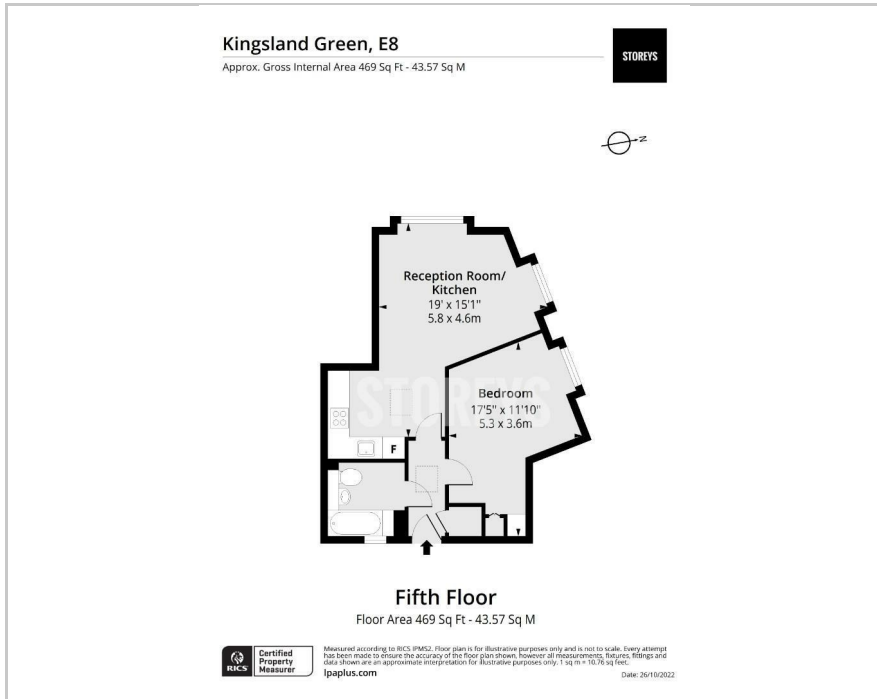 Kingsland Green, E8
Approx. Gross Internal Area 469 Sq Ft - 43.57 Sq M
STOREYS
N
Reception Room/
Kitchen
19' x 15'1"
5.8 x 4.6m
STOREYS
Bedroom
17'5" x 11'10"
5.3 x 3.6m
F
Fifth Floor
Floor Area 469 Sq Ft - 43.57 Sq M
RICS
Certified
Property
Measurer
Measured according to RICS IPMS2. Floor plan is for illustrative purposes only and is not to scale. Every attempt
has been made to ensure the accuracy of the floor plan shown, however all measurements, fixtures, fittings and
data shown are an approximate interpretation for illustrative purposes only. 1 sq m = 10.76 sq feet.
lpaplus.com
Date: 26/10/2022